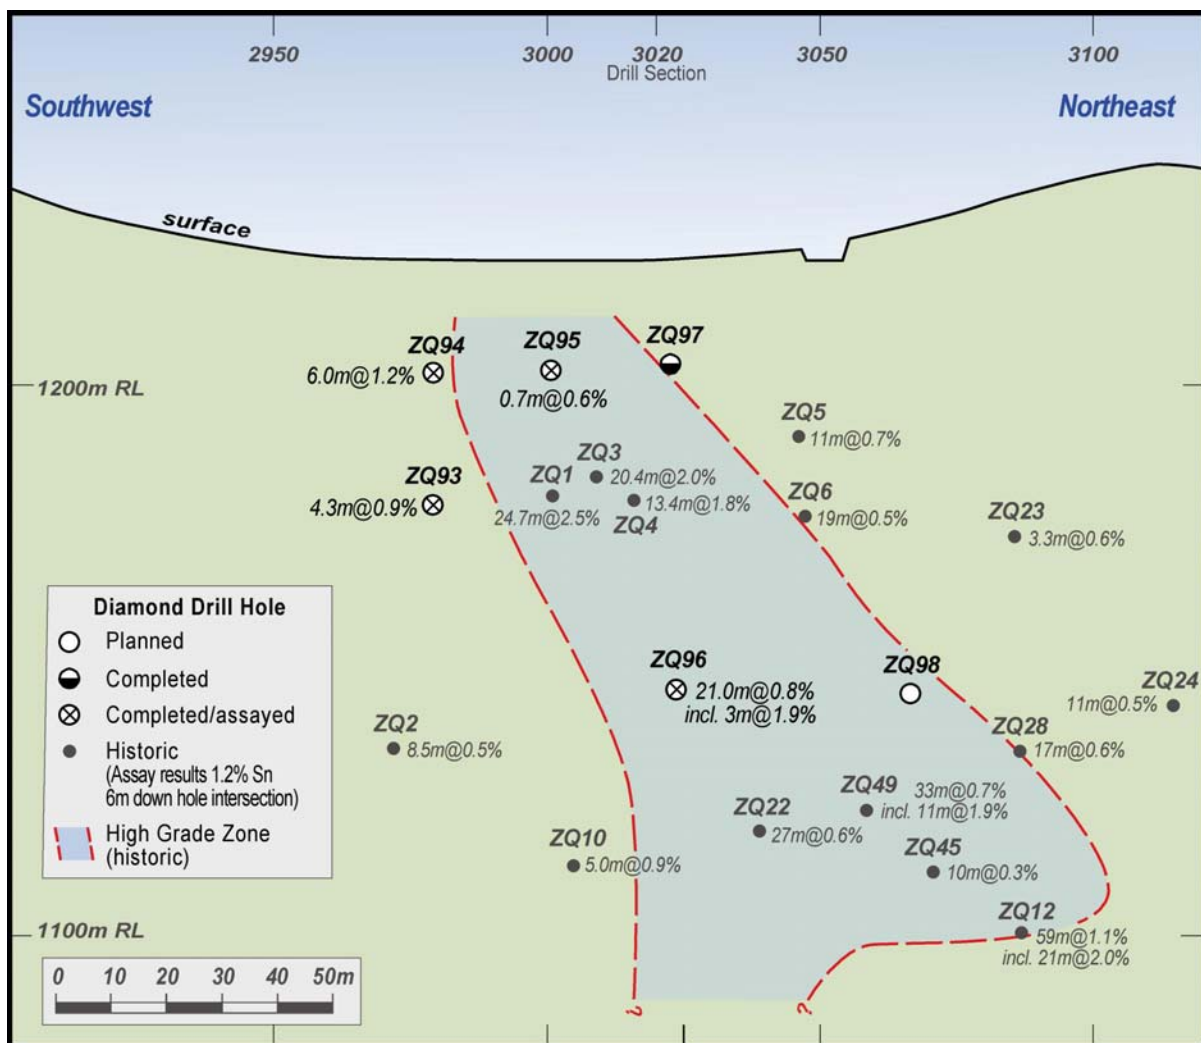 2950
3000
3020
3050
3100
Drill Section
Southwest
Northeast
surface
ZQ94
6.0m@1.2%
ZQ95
0.7m@0.6%
ZQ97
1200m RL
ZQ5
11m@0.7%
ZQ3
20.4m@2.0%
ZQ93
4.3m@0.9%
ZQ1
24.7m@2.5%
13.4m@1.8%
ZQ4
ZQ6
19m@0.5%
ZQ23
3.3m@0.6%
Diamond Drill Hole
Planned
Completed
Completed/assayed
Historic
(Assay results 1.2% Sn
6m down hole intersection)
High Grade Zone
(historic)
ZQ96
21.0m@0.8%
incl. 3m@1.9%
ZQ98
ZQ24
11m@0.5%
ZQ2
8.5m@0.5%
ZQ28
17m@0.6%
ZQ49
33m@0.7%
incl. 11m@1.9%
ZQ22
27m@0.6%
ZQ10
5.0m@0.9%
ZQ45
10m@0.3%
ZQ12
59m@1.1%
incl. 21m@2.0%
1100m RL
0 10 20 30 40 50m
?
?